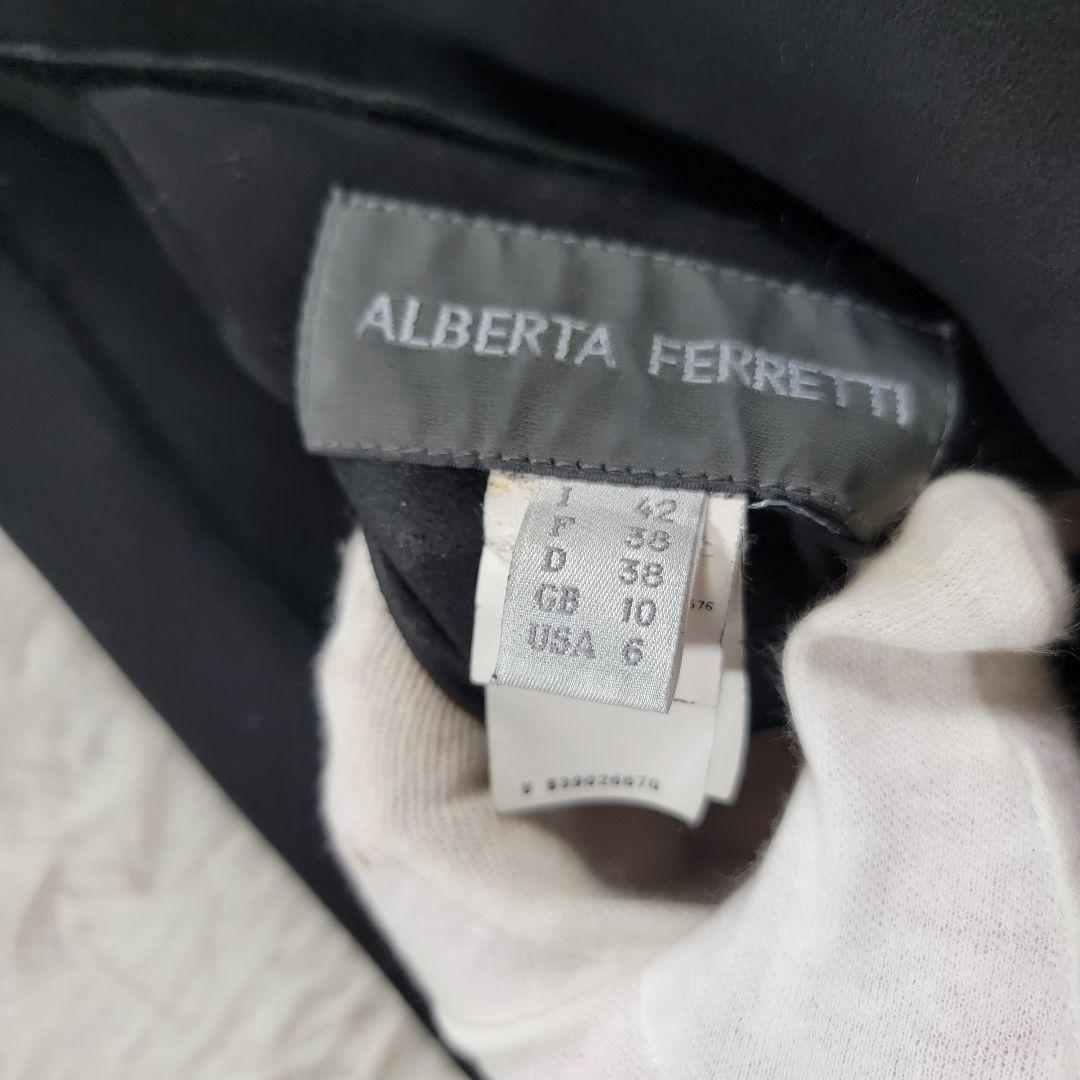 ALBERTA FERRETTI
I 42
F 38
D 38
GB 10
USA 6